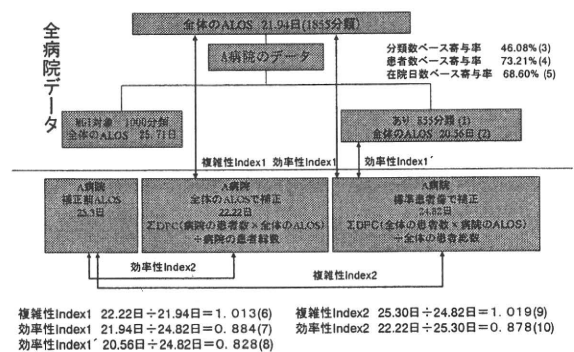 全病院データ
全体のALOS 21.94日(1855分類)
A病院のデータ
分類数ベース寄与率 46.08% (3)
患者数ベース寄与率 73.21% (4)
在院日数ベース寄与率 68.60% (5)
1000分類
全体のALOS 25.71日
あり 855分類 (1)
全体のALOS 20.56日 (2)
複雑性Index1 効率性Index1 効率性Index1´
A病院
補正前ALOS
25.3日
A病院
全体のALOSで補正
22.22日
ΣDPC(病院の患者数×全体のALOS)
÷病院の患者総数
A病院
標準患者像で補正
24.82日
ΣDPC(全体の患者数×病院のALOS)
÷全体の患者総数
効率性Index2
複雑性Index2
複雑性Index1 22.22日÷21.94日=1.013(6)
効率性Index1 21.94日÷24.82日=0.884(7)
効率性Index1´ 20.56日÷24.82日=0.828(8)
複雑性Index2 25.30日÷24.82日=1.019(9)
効率性Index2 22.22日÷25.30日=0.878(10)